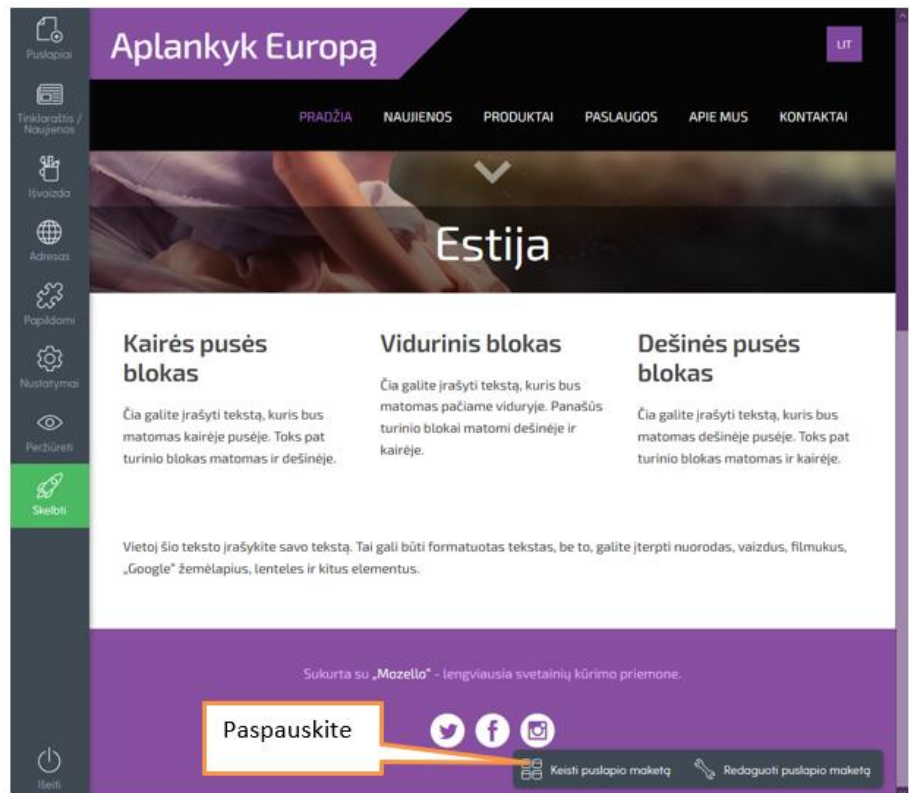 Puslapiai
Tinklaraštis /
Naujienos
Išvaizda
Adresas
Papildomi
Nustatymai
Peržiūrėti
Skelbti
Išeiti
Aplankyk Europą
LIT
PRADŽIA NAUJIENOS PRODUKTAI PASLAUGOS APIE MUS KONTAKTAI
Estija
Kairės pusės
blokas
Čia galite įrašyti tekstą, kuris bus
matomas kairėje pusėje. Toks pat
turinio blokas matomas ir dešinėje.
Vidurinis blokas
Čia galite įrašyti tekstą, kuris bus
matomas pačiame viduryje. Panašūs
turinio blokai matomi dešinėje ir
kairėje.
Dešinės pusės
blokas
Čia galite įrašyti tekstą, kuris bus
matomas dešinėje pusėje. Toks pat
turinio blokas matomas ir kairėje.
Vietoj šio teksto įrašykite savo tekstą. Tai gali būti formatuotas tekstas, be to, galite įterpti nuorodas, vaizdus, filmukus,
„Google" žemėlapius, lenteles ir kitus elementus.
Sukurta su „Mozello" - lengviausia svetainių kūrimo priemone.
Paspauskite
Keisti puslapio maketą Redaguoti puslapio maketą